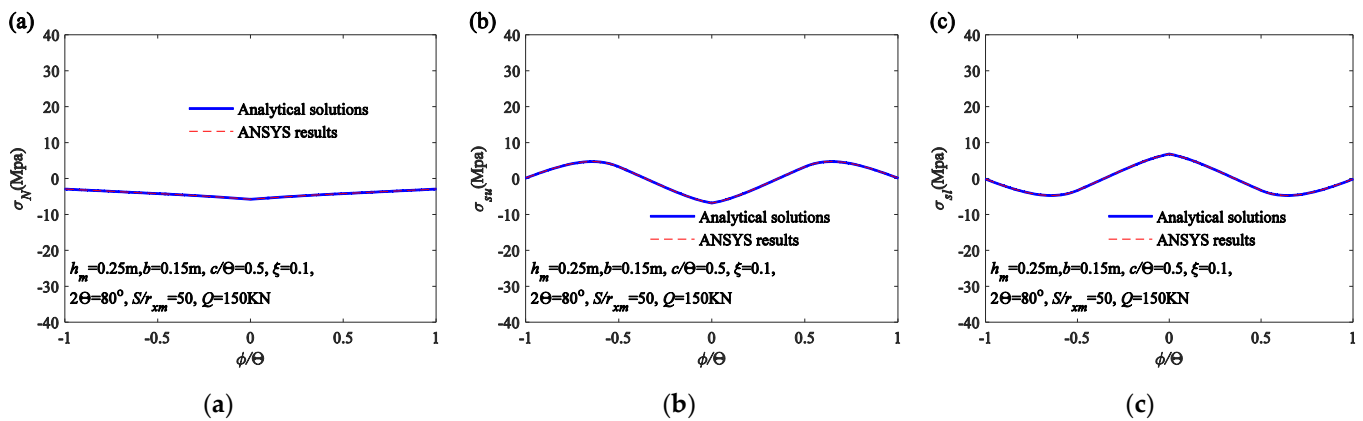 (a)
40
30
20
10
0
-10
-20
-30
-40
σN(Mpa)
Analytical solutions
ANSYS results
hm=0.25m,b=0.15m, c/Θ=0.5, ξ=0.1,
2Θ=80o, S/rxm=50, Q=150KN
-1 -0.5 0 0.5 1
ϕ/Θ
(a)
(b)
40
30
20
10
0
-10
-20
-30
-40
σsu(Mpa)
Analytical solutions
ANSYS results
hm=0.25m,b=0.15m, c/Θ=0.5, ξ=0.1,
2Θ=80o, S/rxm=50, Q=150KN
-1 -0.5 0 0.5 1
ϕ/Θ
(b)
(c)
40
30
20
10
0
-10
-20
-30
-40
σsl(Mpa)
Analytical solutions
ANSYS results
hm=0.25m,b=0.15m, c/Θ=0.5, ξ=0.1,
2Θ=80o, S/rxm=50, Q=150KN
-1 -0.5 0 0.5 1
ϕ/Θ
(c)